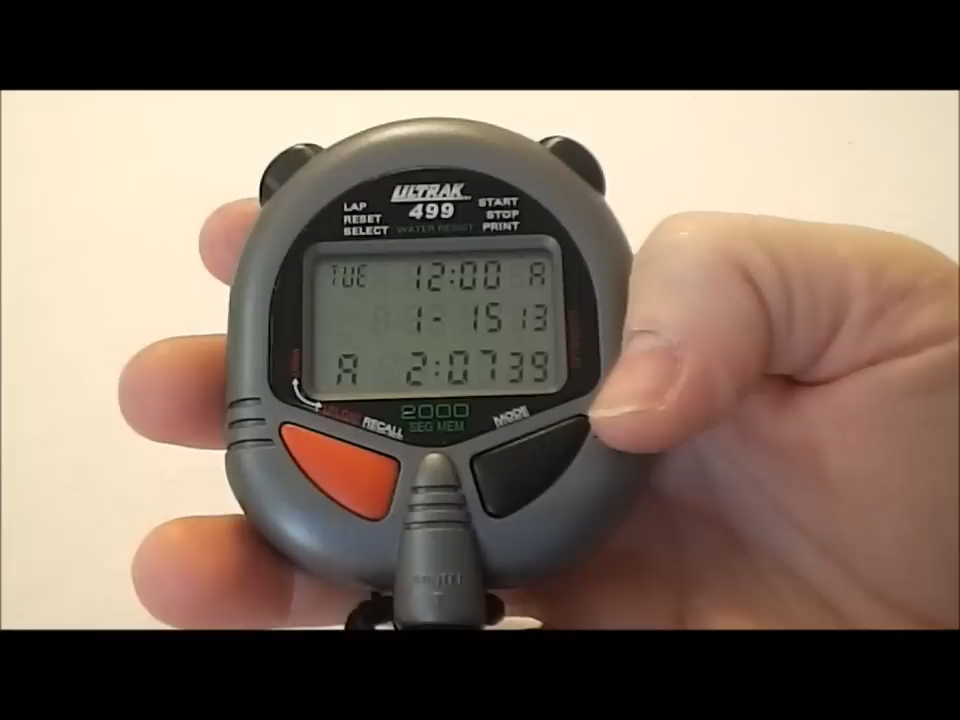 ULTRAK
499
LAP
RESET
SELECT
START
STOP
PRINT
WATER RESIST
TUE 12:00 A
1- 15 13
A 2:07 39
RECALL
2000
SEG MEM
MODE